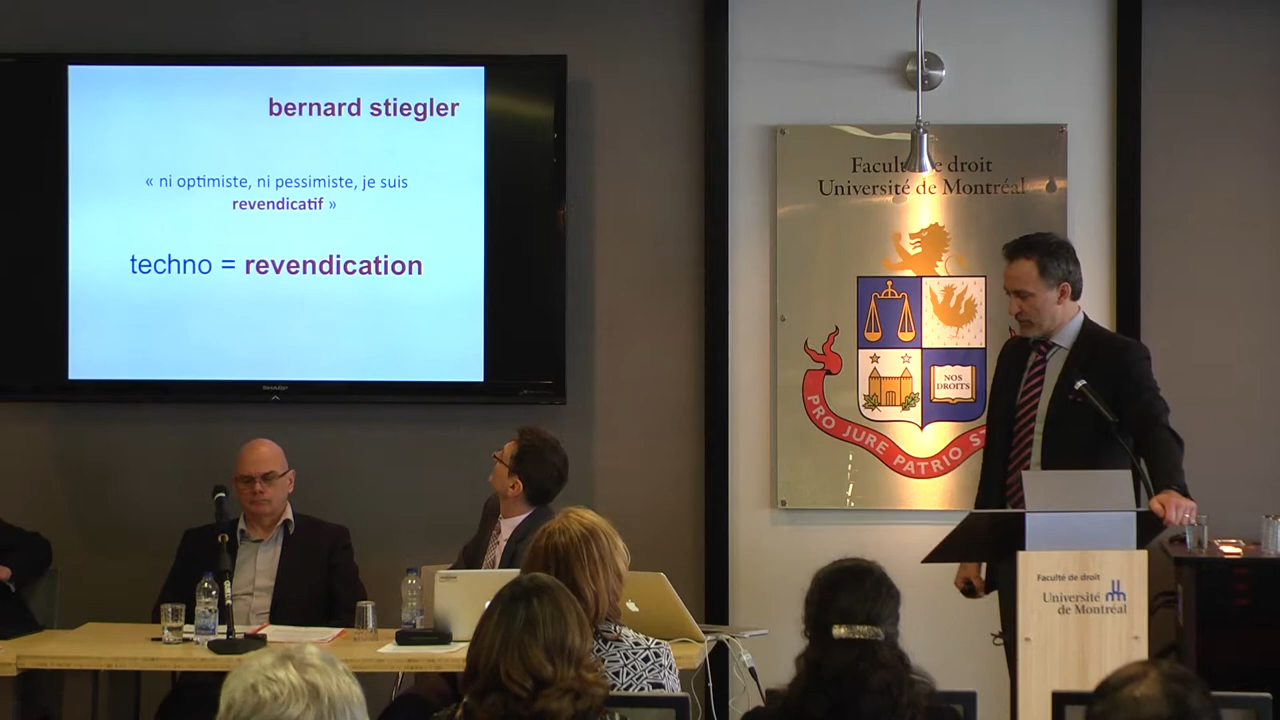 bernard stiegler
« ni optimiste, ni pessimiste, je suis
revendicatif »
techno = revendication
Faculté de droit
Université de Montréal
NOS
DROITS
PRO JURE PATRIO
Faculté de droit
Université
de Montréal